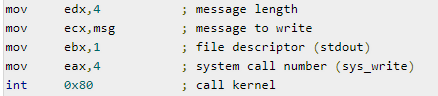 mov edx,4 ; message length
mov ecx,msg ; message to write
mov ebx,1 ; file descriptor (stdout)
mov eax,4 ; system call number (sys_write)
int 0x80 ; call kernel